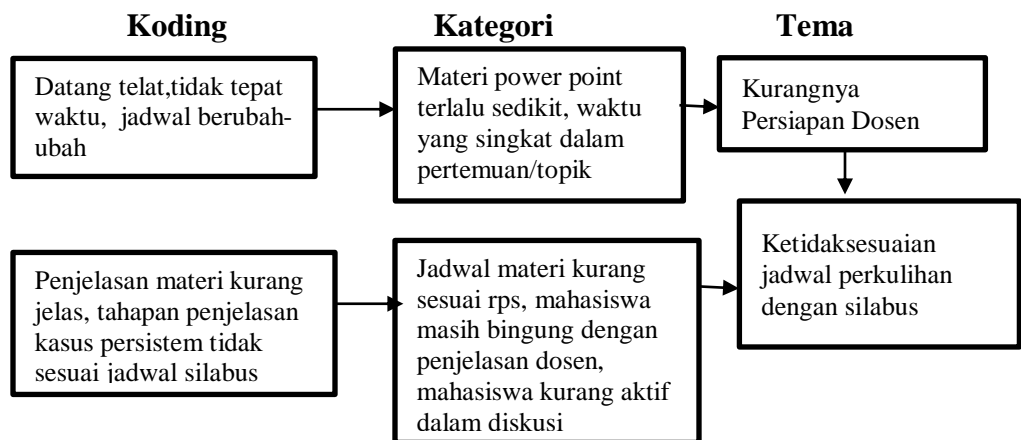 Koding
Kategori
Tema
Datang telat,tidak tepat
waktu, jadwal berubah-
ubah
Materi power point
terlalu sedikit, waktu
yang singkat dalam
pertemuan/topik
Kurangnya
Persiapan Dosen
Penjelasan materi kurang
jelas, tahapan penjelasan
kasus persistem tidak
sesuai jadwal silabus
Jadwal materi kurang
sesuai rps, mahasiswa
masih bingung dengan
penjelasan dosen,
mahasiswa kurang aktif
dalam diskusi
Ketidaksesuaian
jadwal perkulihan
dengan silabus